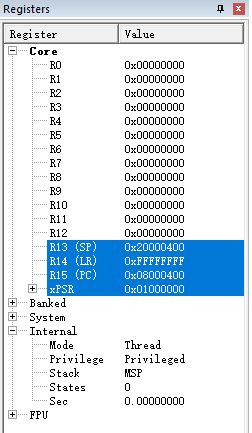 Registers
Register Value
Core
R0 0x00000000
R1 0x00000000
R2 0x00000000
R3 0x00000000
R4 0x00000000
R5 0x00000000
R6 0x00000000
R7 0x00000000
R8 0x00000000
R9 0x00000000
R10 0x00000000
R11 0x00000000
R12 0x00000000
R13 (SP) 0x20000400
R14 (LR) 0xFFFFFFFF
R15 (PC) 0x08000400
xPSR 0x01000000
Banked
System
Internal
Mode Thread
Privilege Privileged
Stack MSP
States 0
Sec 0.00000000
FPU